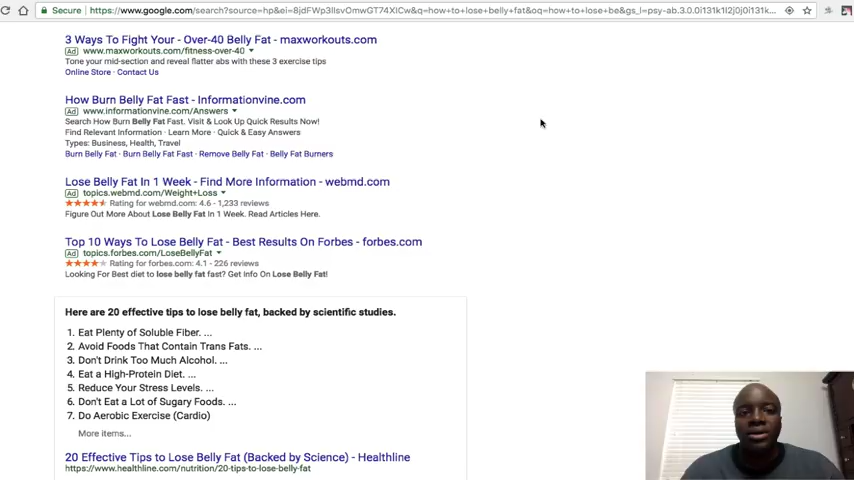 Secure https://www.google.com/search?source=hp&ei=8jdFWp3IIsvOmwGT74XICw&q=how+to+lose+belly+fat&oq=how+to+lose+be&gs_l=psy-ab.3.0.0i131k1l2j0j0i131k...
3 Ways To Fight Your - Over-40 Belly Fat - maxworkouts.com
Ad www.maxworkouts.com/fitness-over-40
Tone your mid-section and reveal flatter abs with these 3 exercise tips
Online Store · Contact Us
How Burn Belly Fat Fast - Informationvine.com
Ad www.informationvine.com/Answers
Search How Burn Belly Fat Fast. Visit & Look Up Quick Results Now!
Find Relevant Information · Learn More · Quick & Easy Answers
Types: Business, Health, Travel
Burn Belly Fat · Burn Belly Fat Fast · Remove Belly Fat · Belly Fat Burners
Lose Belly Fat In 1 Week - Find More Information - webmd.com
Ad topics.webmd.com/Weight+Loss
Rating for webmd.com: 4.6 - 1,233 reviews
Figure Out More About Lose Belly Fat In 1 Week. Read Articles Here.
Top 10 Ways To Lose Belly Fat - Best Results On Forbes - forbes.com
Ad topics.forbes.com/LoseBellyFat
Rating for forbes.com: 4.1 - 226 reviews
Looking For Best diet to lose belly fat fast? Get Info On Lose Belly Fat!
Here are 20 effective tips to lose belly fat, backed by scientific studies.
1. Eat Plenty of Soluble Fiber. ...
2. Avoid Foods That Contain Trans Fats. ...
3. Don't Drink Too Much Alcohol. ...
4. Eat a High-Protein Diet. ...
5. Reduce Your Stress Levels. ...
6. Don't Eat a Lot of Sugary Foods. ...
7. Do Aerobic Exercise (Cardio)
More items...
20 Effective Tips to Lose Belly Fat (Backed by Science) - Healthline
https://www.healthline.com/nutrition/20-tips-to-lose-belly-fat